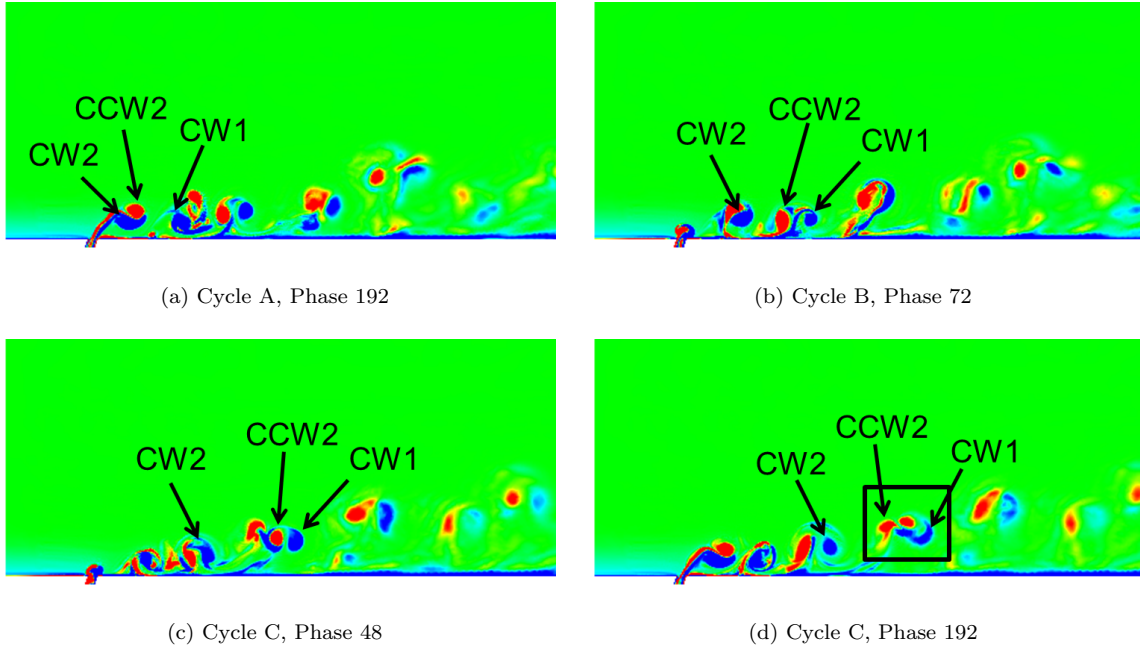 CCW2
CW1
CW2
CCW2
CW2
CW1
(a) Cycle A, Phase 192
(b) Cycle B, Phase 72
CCW2
CW2
CW1
CCW2
CW1
CW2
(c) Cycle C, Phase 48
(d) Cycle C, Phase 192